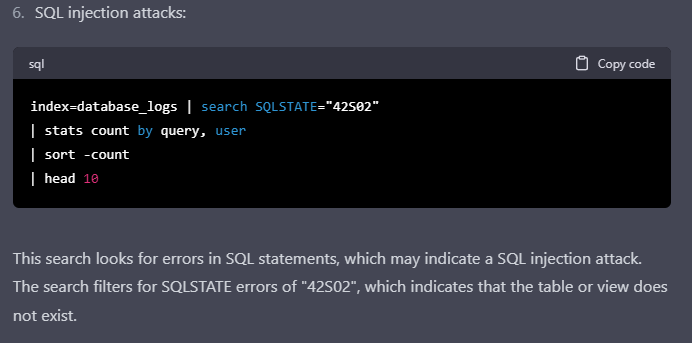 6. SQL injection attacks:
sql
Copy code
index=database_logs | search SQLSTATE="42S02"
| stats count by query, user
| sort -count
| head 10
This search looks for errors in SQL statements, which may indicate a SQL injection attack.
The search filters for SQLSTATE errors of "42S02", which indicates that the table or view does
not exist.